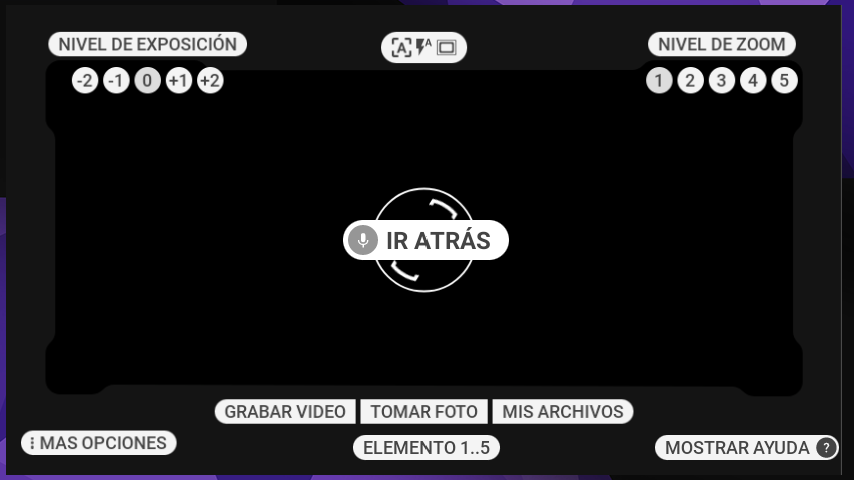 NIVEL DE EXPOSICIÓN
A A
NIVEL DE ZOOM
-2 -1 0 +1 +2
1 2 3 4 5
IR ATRÁS
GRABAR VIDEO TOMAR FOTO MIS ARCHIVOS
MAS OPCIONES
ELEMENTO 1..5
MOSTRAR AYUDA ?